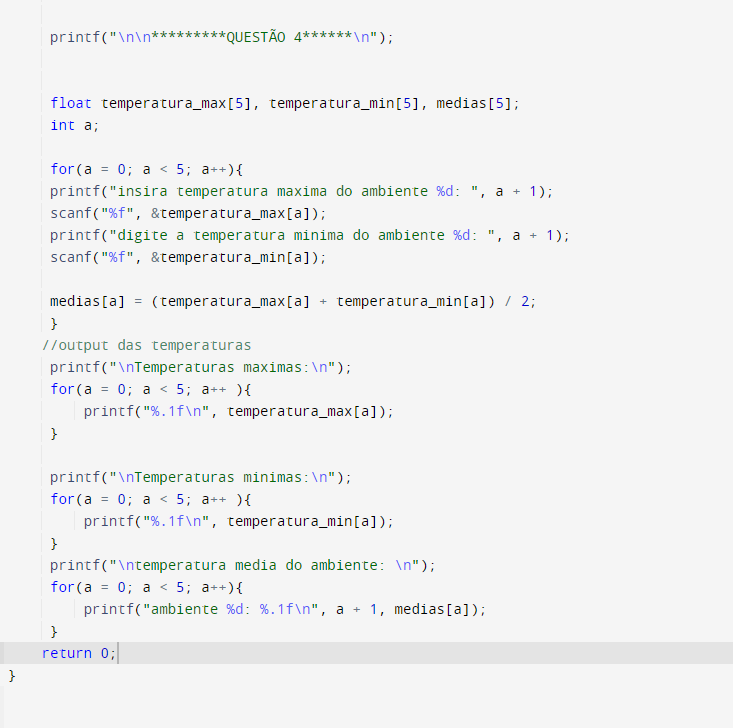 printf("\n\n*********QUESTÃO 4******\n");
float temperatura_max[5], temperatura_min[5], medias[5];
int a;
for(a = 0; a < 5; a++){
printf("insira temperatura maxima do ambiente %d: ", a + 1);
scanf("%f", &temperatura_max[a]);
printf("digite a temperatura minima do ambiente %d: ", a + 1);
scanf("%f", &temperatura_min[a]);
medias[a] = (temperatura_max[a] + temperatura_min[a]) / 2;
}
//output das temperaturas
printf("\nTemperaturas maximas:\n");
for(a = 0; a < 5; a++ ){
printf("%.1f\n", temperatura_max[a]);
}
printf("\nTemperaturas minimas:\n");
for(a = 0; a < 5; a++ ){
printf("%.1f\n", temperatura_min[a]);
}
printf("\ntemperatura media do ambiente: \n");
for(a = 0; a < 5; a++){
printf("ambiente %d: %.1f\n", a + 1, medias[a]);
}
return 0;
}